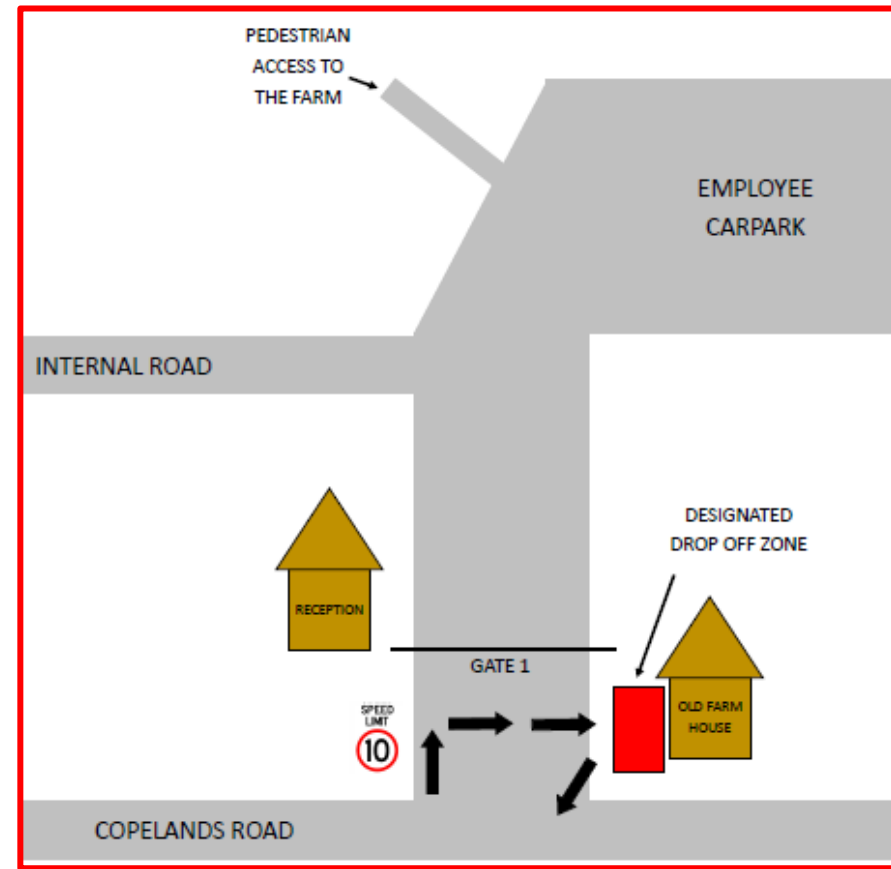 PEDESTRIAN
ACCESS TO
THE FARM
EMPLOYEE
CARPARK
INTERNAL ROAD
DESIGNATED
DROP OFF ZONE
RECEPTION
GATE 1
OLD FARM
HOUSE
SPEED
LIMIT
10
COPELANDS ROAD